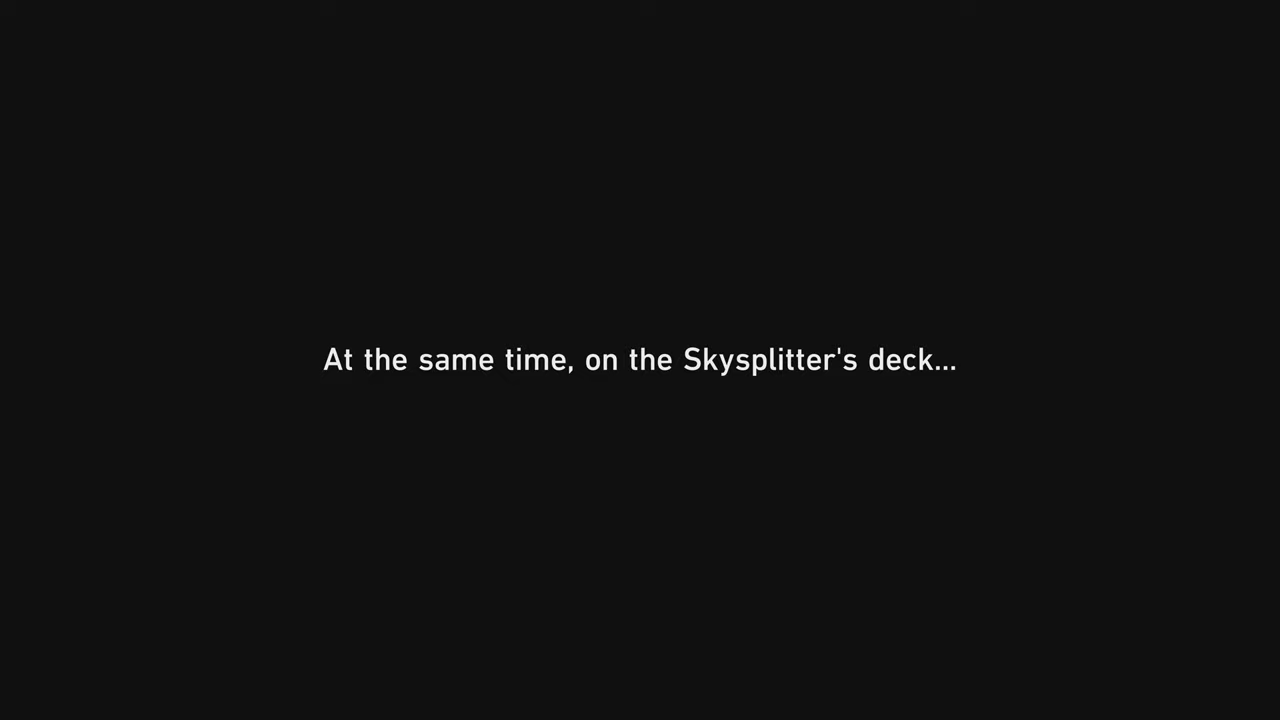 At the same time, on the Skysplitter's deck...